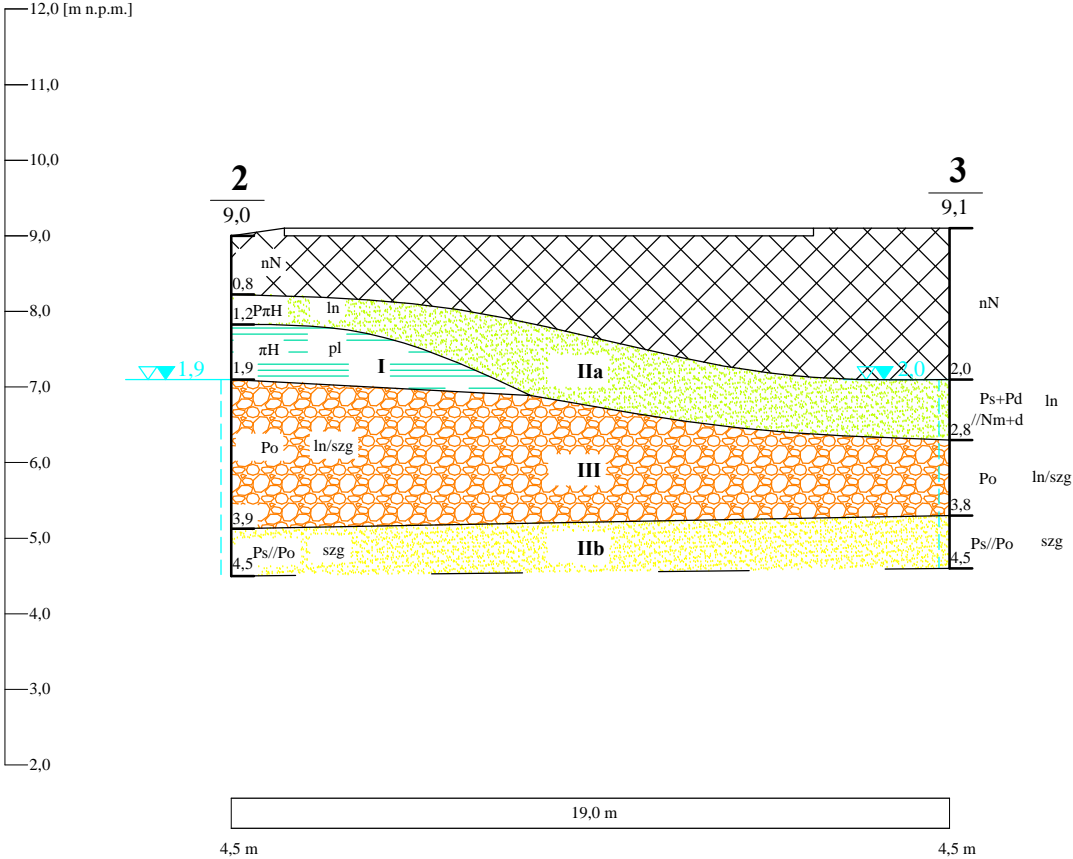 12,0 [m n.p.m.]
11,0
10,0
2
3
9,0
9,1
9,0
nN
0,8
nN
8,0
1,2
PπH
ln
πH
pl
I
IIa
1,9
1,9
2,0
2,0
7,0
Ps+Pd
ln
//Nm+d
2,8
Po
ln/szg
III
Po
ln/szg
6,0
3,9
3,8
5,0
Ps//Po
szg
IIb
Ps//Po
szg
4,5
4,5
4,0
3,0
2,0
19,0 m
4,5 m
4,5 m